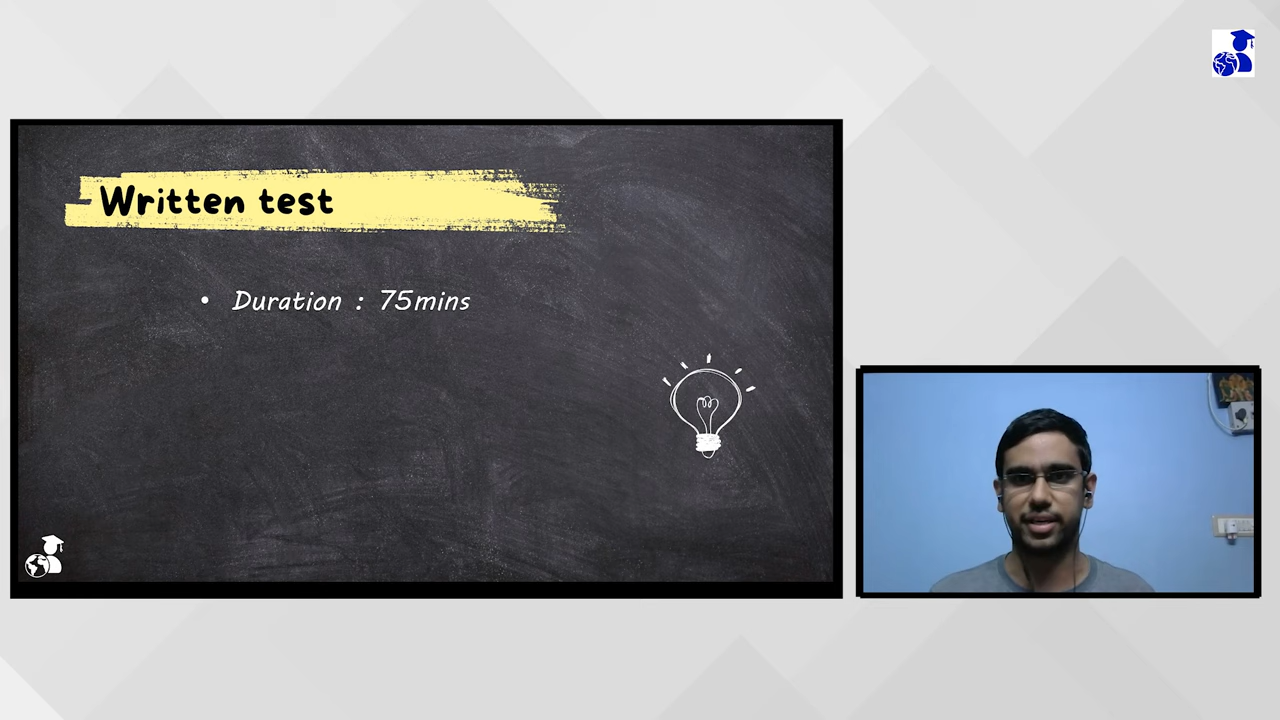 Written test
• Duration : 75mins